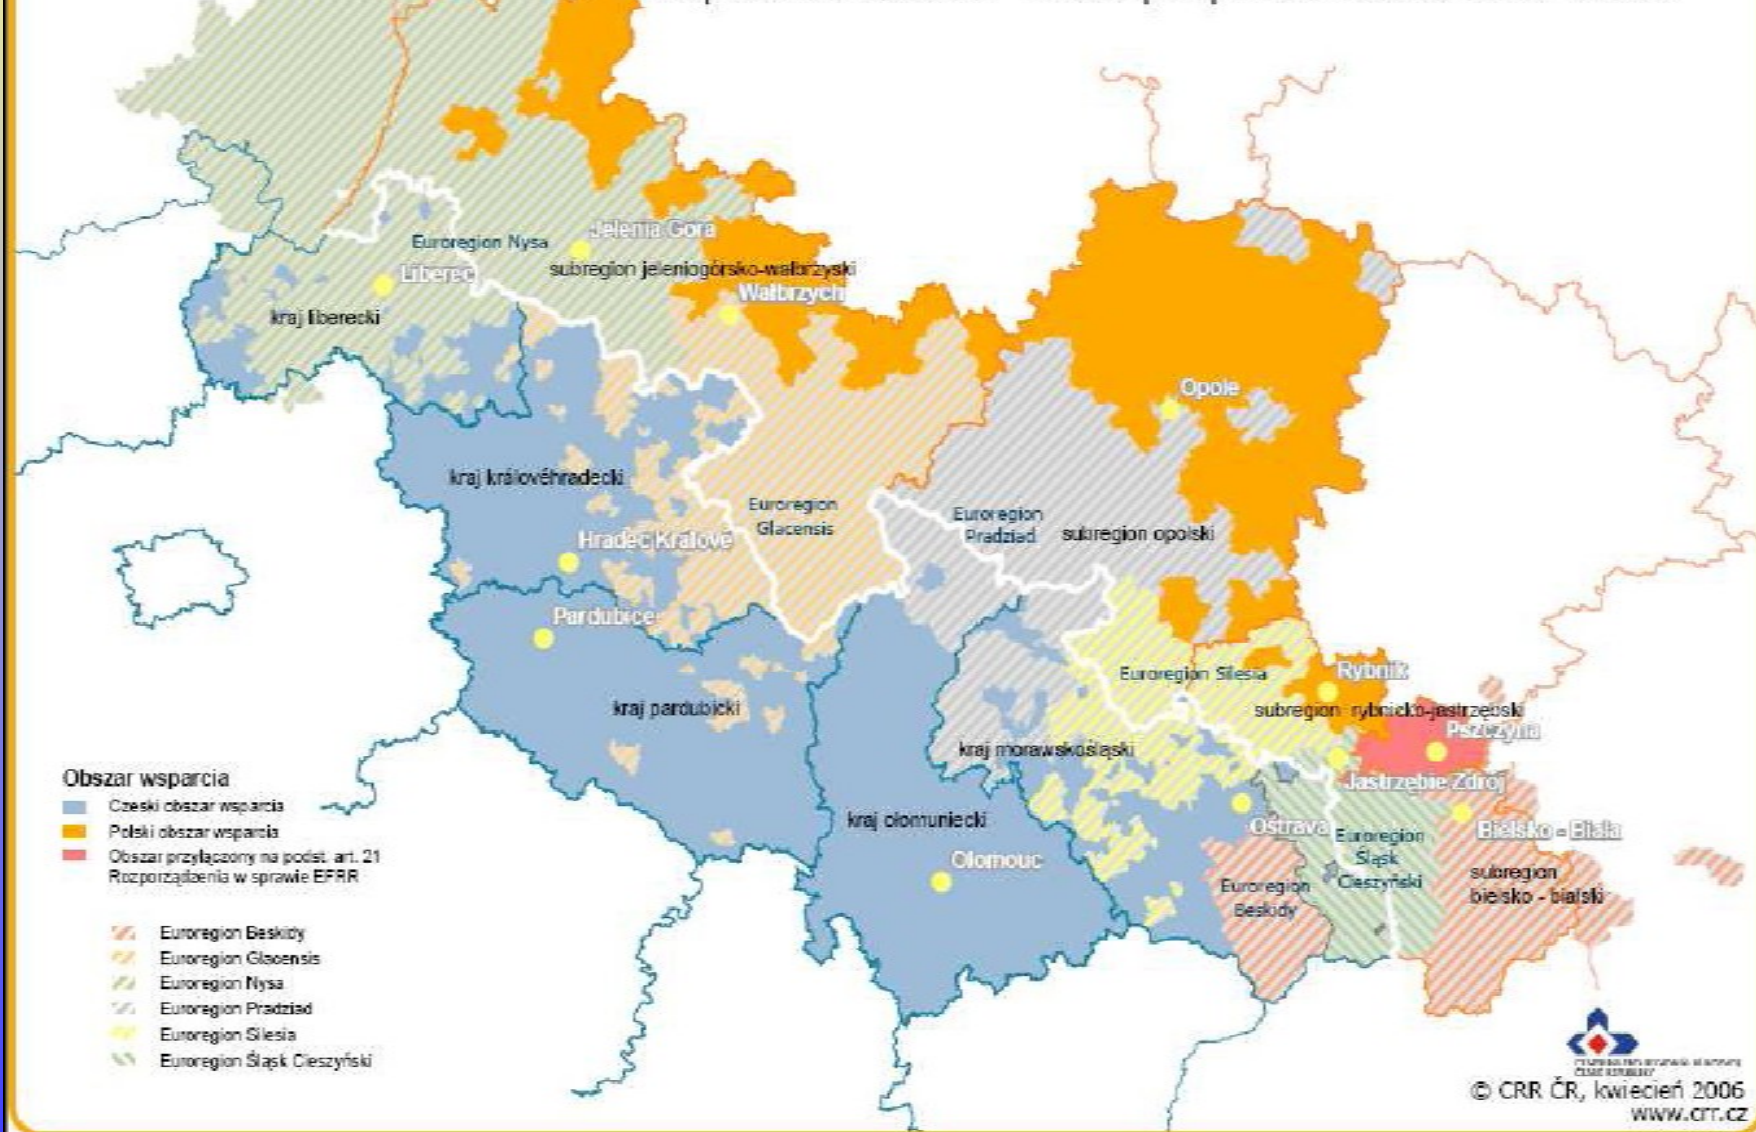 Jelenia Góra
Euroregion Nysa
subregion jeleniogórsko-wałbrzyski
Liberec
Wałbrzych
kraj liberecki
Opole
kraj królovéhradecki
Euroregion
Glacensis
Euroregion
Pradziad
subregion opolski
Hradec Kralove
Pardubice
Euroregion Silesia
Rybnik
kraj pardubicki
subregion rybnicko-jastrzębski
Pszczyna
kraj morawskośląski
Jastrzębie Zdrój
kraj ołomuniecki
Ostrava
Euroregion
Śląsk
Cieszyński
Bielsko - Biała
Olomouc
Euroregion
Beskidy
subregion
bielsko - bialski
Obszar wsparcia
Czeski obszar wsparcia
Polski obszar wsparcia
Obszar przyłączony na podst. art. 21
Rozporządzenia w sprawie EFRR
Euroregion Beskidy
Euroregion Glacensis
Euroregion Nysa
Euroregion Pradziad
Euroregion Silesia
Euroregion Śląsk Cieszyński
© CRR ČR, kwiecień 2006
www.crr.cz